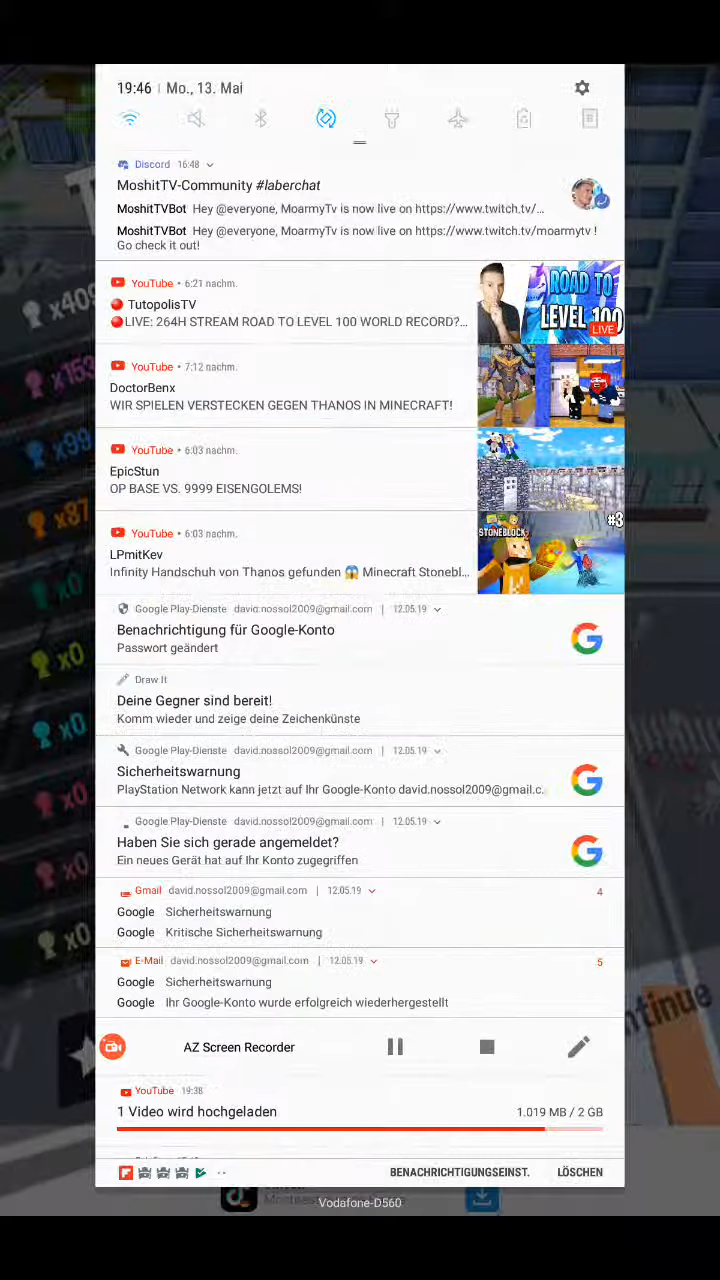 19:46 | Mo., 13. Mai
Discord 16:48
MoshitTV-Community #laberchat
MoshitTVBot Hey @everyone, MoarmyTv is now live on https://www.twitch.tv/...
MoshitTVBot Hey @everyone, MoarmyTv is now live on https://www.twitch.tv/moarmytv !
Go check it out!
YouTube • 6:21 nachm.
🔴 TutopolisTV
🔴LIVE: 264H STREAM ROAD TO LEVEL 100 WORLD RECORD?...
ROAD TO
LEVEL 100
LIVE
YouTube • 7:12 nachm.
DoctorBenx
WIR SPIELEN VERSTECKEN GEGEN THANOS IN MINECRAFT!
YouTube • 6:03 nachm.
EpicStun
OP BASE VS. 9999 EISENGOLEMS!
YouTube • 6:03 nachm.
LPmitKev
Infinity Handschuh von Thanos gefunden 😱 Minecraft Stonebl...
#3
STONEBLOCK
Google Play-Dienste david.nossol2009@gmail.com | 12.05.19
Benachrichtigung für Google-Konto
Passwort geändert
Draw It
Deine Gegner sind bereit!
Komm wieder und zeige deine Zeichenkünste
Google Play-Dienste david.nossol2009@gmail.com | 12.05.19
Sicherheitswarnung
PlayStation Network kann jetzt auf Ihr Google-Konto david.nossol2009@gmail.c.
Google Play-Dienste david.nossol2009@gmail.com | 12.05.19
Haben Sie sich gerade angemeldet?
Ein neues Gerät hat auf Ihr Konto zugegriffen
Gmail david.nossol2009@gmail.com | 12.05.19 4
Google Sicherheitswarnung
Google Kritische Sicherheitswarnung
E-Mail david.nossol2009@gmail.com | 12.05.19 5
Google Sicherheitswarnung
Google Ihr Google-Konto wurde erfolgreich wiederhergestellt
AZ Screen Recorder
YouTube 19:38
1 Video wird hochgeladen 1.019 MB / 2 GB
BENACHRICHTIGUNGSEINST. LÖSCHEN
Vodafone-D560
x409
x153
x99
x87
x0
x0
x0
x0
x0
x0
ontinue